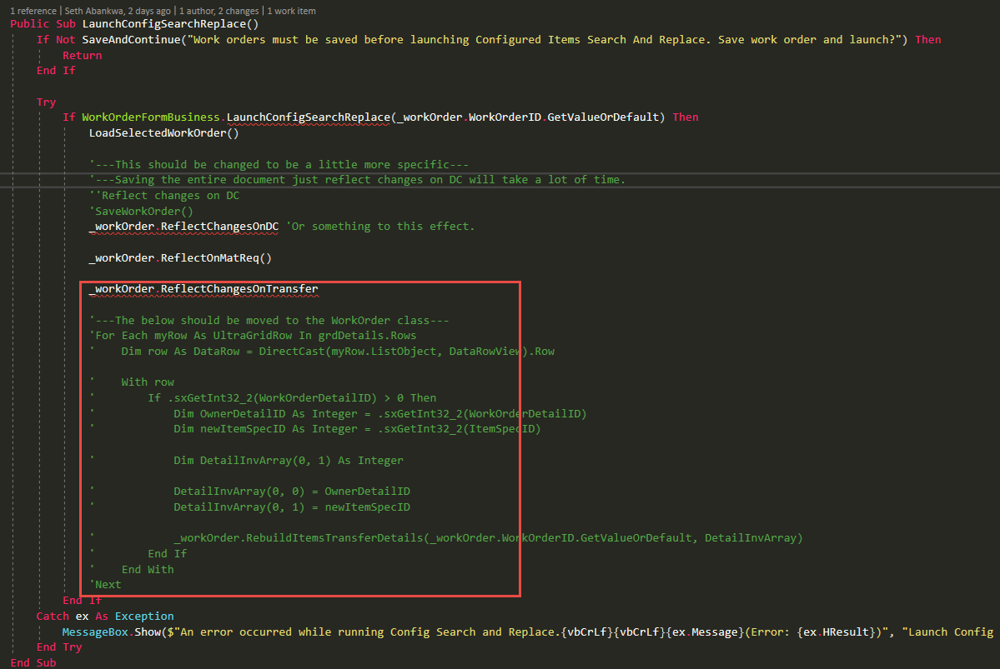 1 reference | Seth Abankwa, 2 days ago | 1 author, 2 changes | 1 work item
Public Sub LaunchConfigSearchReplace()
If Not SaveAndContinue("Work orders must be saved before launching Configured Items Search And Replace. Save work order and launch?") Then
Return
End If
Try
If WorkOrderFormBusiness.LaunchConfigSearchReplace(_workOrder.WorkOrderID.GetValueOrDefault) Then
LoadSelectedWorkOrder()
'---This should be changed to be a little more specific---
'---Saving the entire document just reflect changes on DC will take a lot of time.
''Reflect changes on DC
'SaveWorkOrder()
_workOrder.ReflectChangesOnDC 'Or something to this effect.
_workOrder.ReflectOnMatReq()
_workOrder.ReflectChangesOnTransfer
'---The below should be moved to the WorkOrder class---
'For Each myRow As UltraGridRow In grdDetails.Rows
'    Dim row As DataRow = DirectCast(myRow.ListObject, DataRowView).Row
'    With row
'        If .sxGetInt32_2(WorkOrderDetailID) > 0 Then
'            Dim OwnerDetailID As Integer = .sxGetInt32_2(WorkOrderDetailID)
'            Dim newItemSpecID As Integer = .sxGetInt32_2(ItemSpecID)
'            Dim DetailInvArray(0, 1) As Integer
'            DetailInvArray(0, 0) = OwnerDetailID
'            DetailInvArray(0, 1) = newItemSpecID
'            _workOrder.RebuildItemsTransferDetails(_workOrder.WorkOrderID.GetValueOrDefault, DetailInvArray)
'        End If
'    End With
'Next
End If
Catch ex As Exception
MessageBox.Show($"An error occurred while running Config Search and Replace.{vbCrLf}{vbCrLf}{ex.Message}(Error: {ex.HResult})", "Launch Config
End Try
End Sub